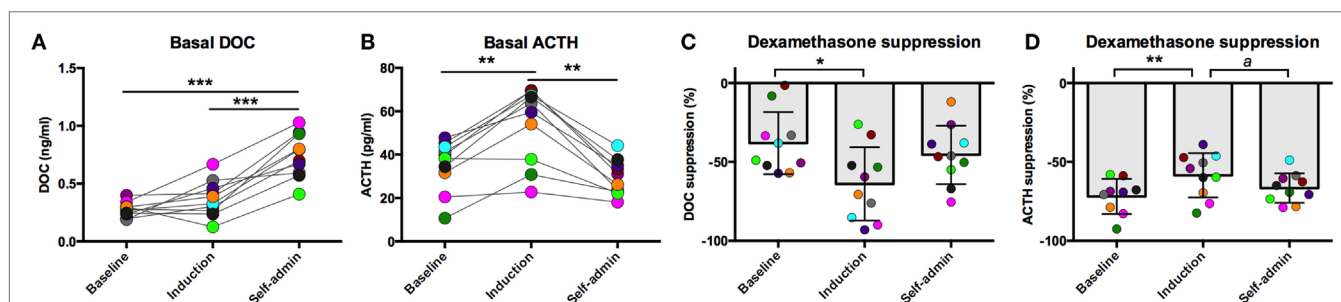 A Basal DOC
DOC (ng/ml)
1.5
1.0
0.5
0.0
***
***
Baseline
Induction
Self-admin
B Basal ACTH
ACTH (pg/ml)
80
60
40
20
0
**
**
Baseline
Induction
Self-admin
C Dexamethasone suppression
DOC suppression (%)
0
-50
-100
*
Baseline
Induction
Self-admin
D Dexamethasone suppression
ACTH suppression (%)
0
-50
-100
**
a
Baseline
Induction
Self-admin